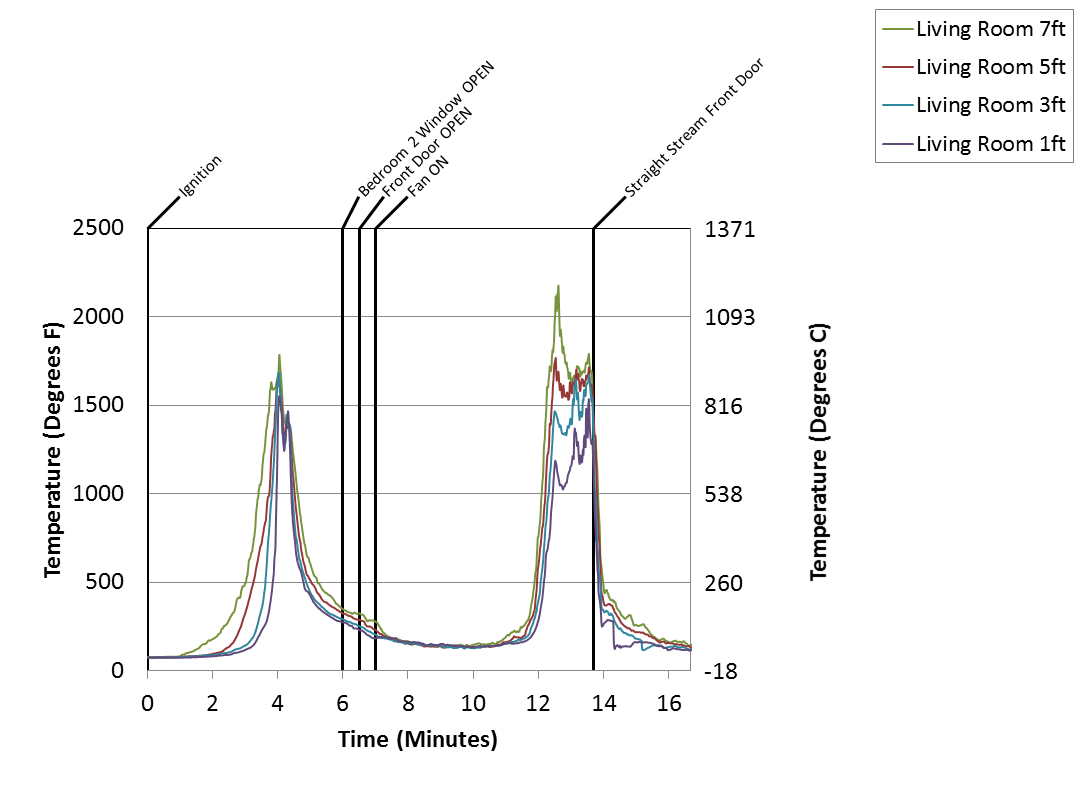 Living Room 7ft
Living Room 5ft
Living Room 3ft
Living Room 1ft
Ignition
Bedroom 2 Window OPEN
Front Door OPEN
Fan ON
Straight Stream Front Door
2500
2000
1500
1000
500
0
Temperature (Degrees F)
1371
1093
816
538
260
-18
Temperature (Degrees C)
0 2 4 6 8 10 12 14 16
Time (Minutes)